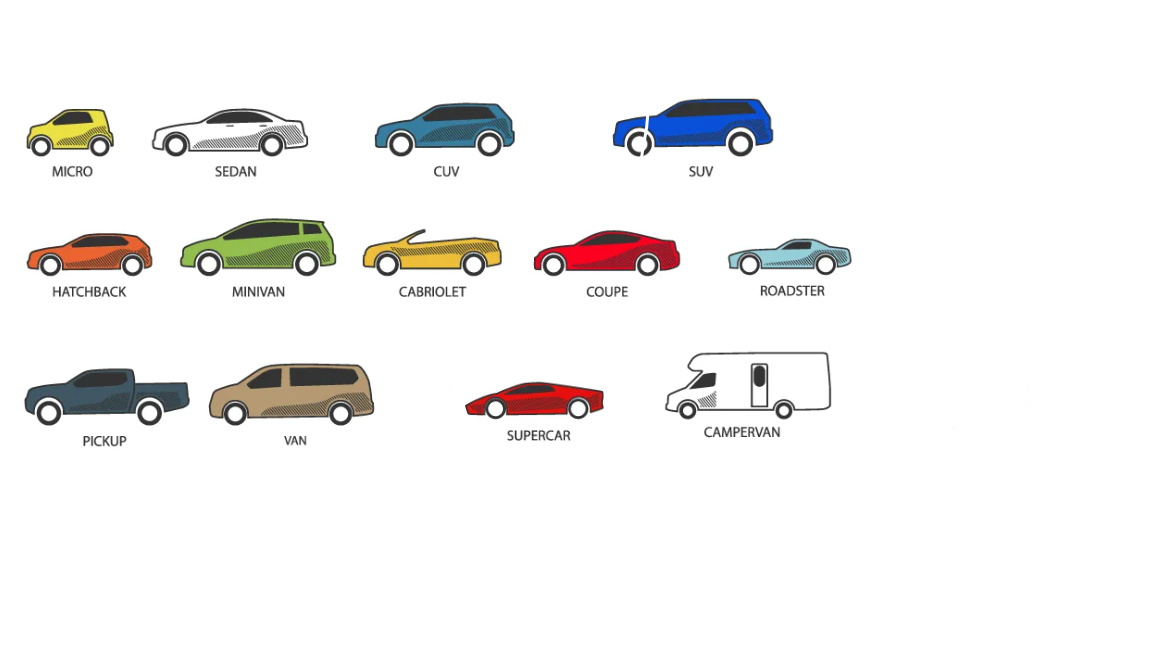 MICRO
SEDAN
CUV
SUV
HATCHBACK
MINIVAN
CABRIOLET
COUPE
ROADSTER
PICKUP
VAN
SUPERCAR
CAMPERVAN